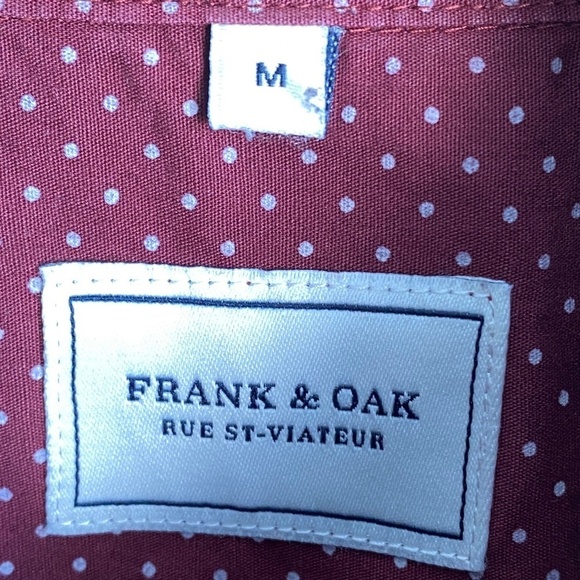 M
FRANK & OAK
RUE ST-VIATEUR